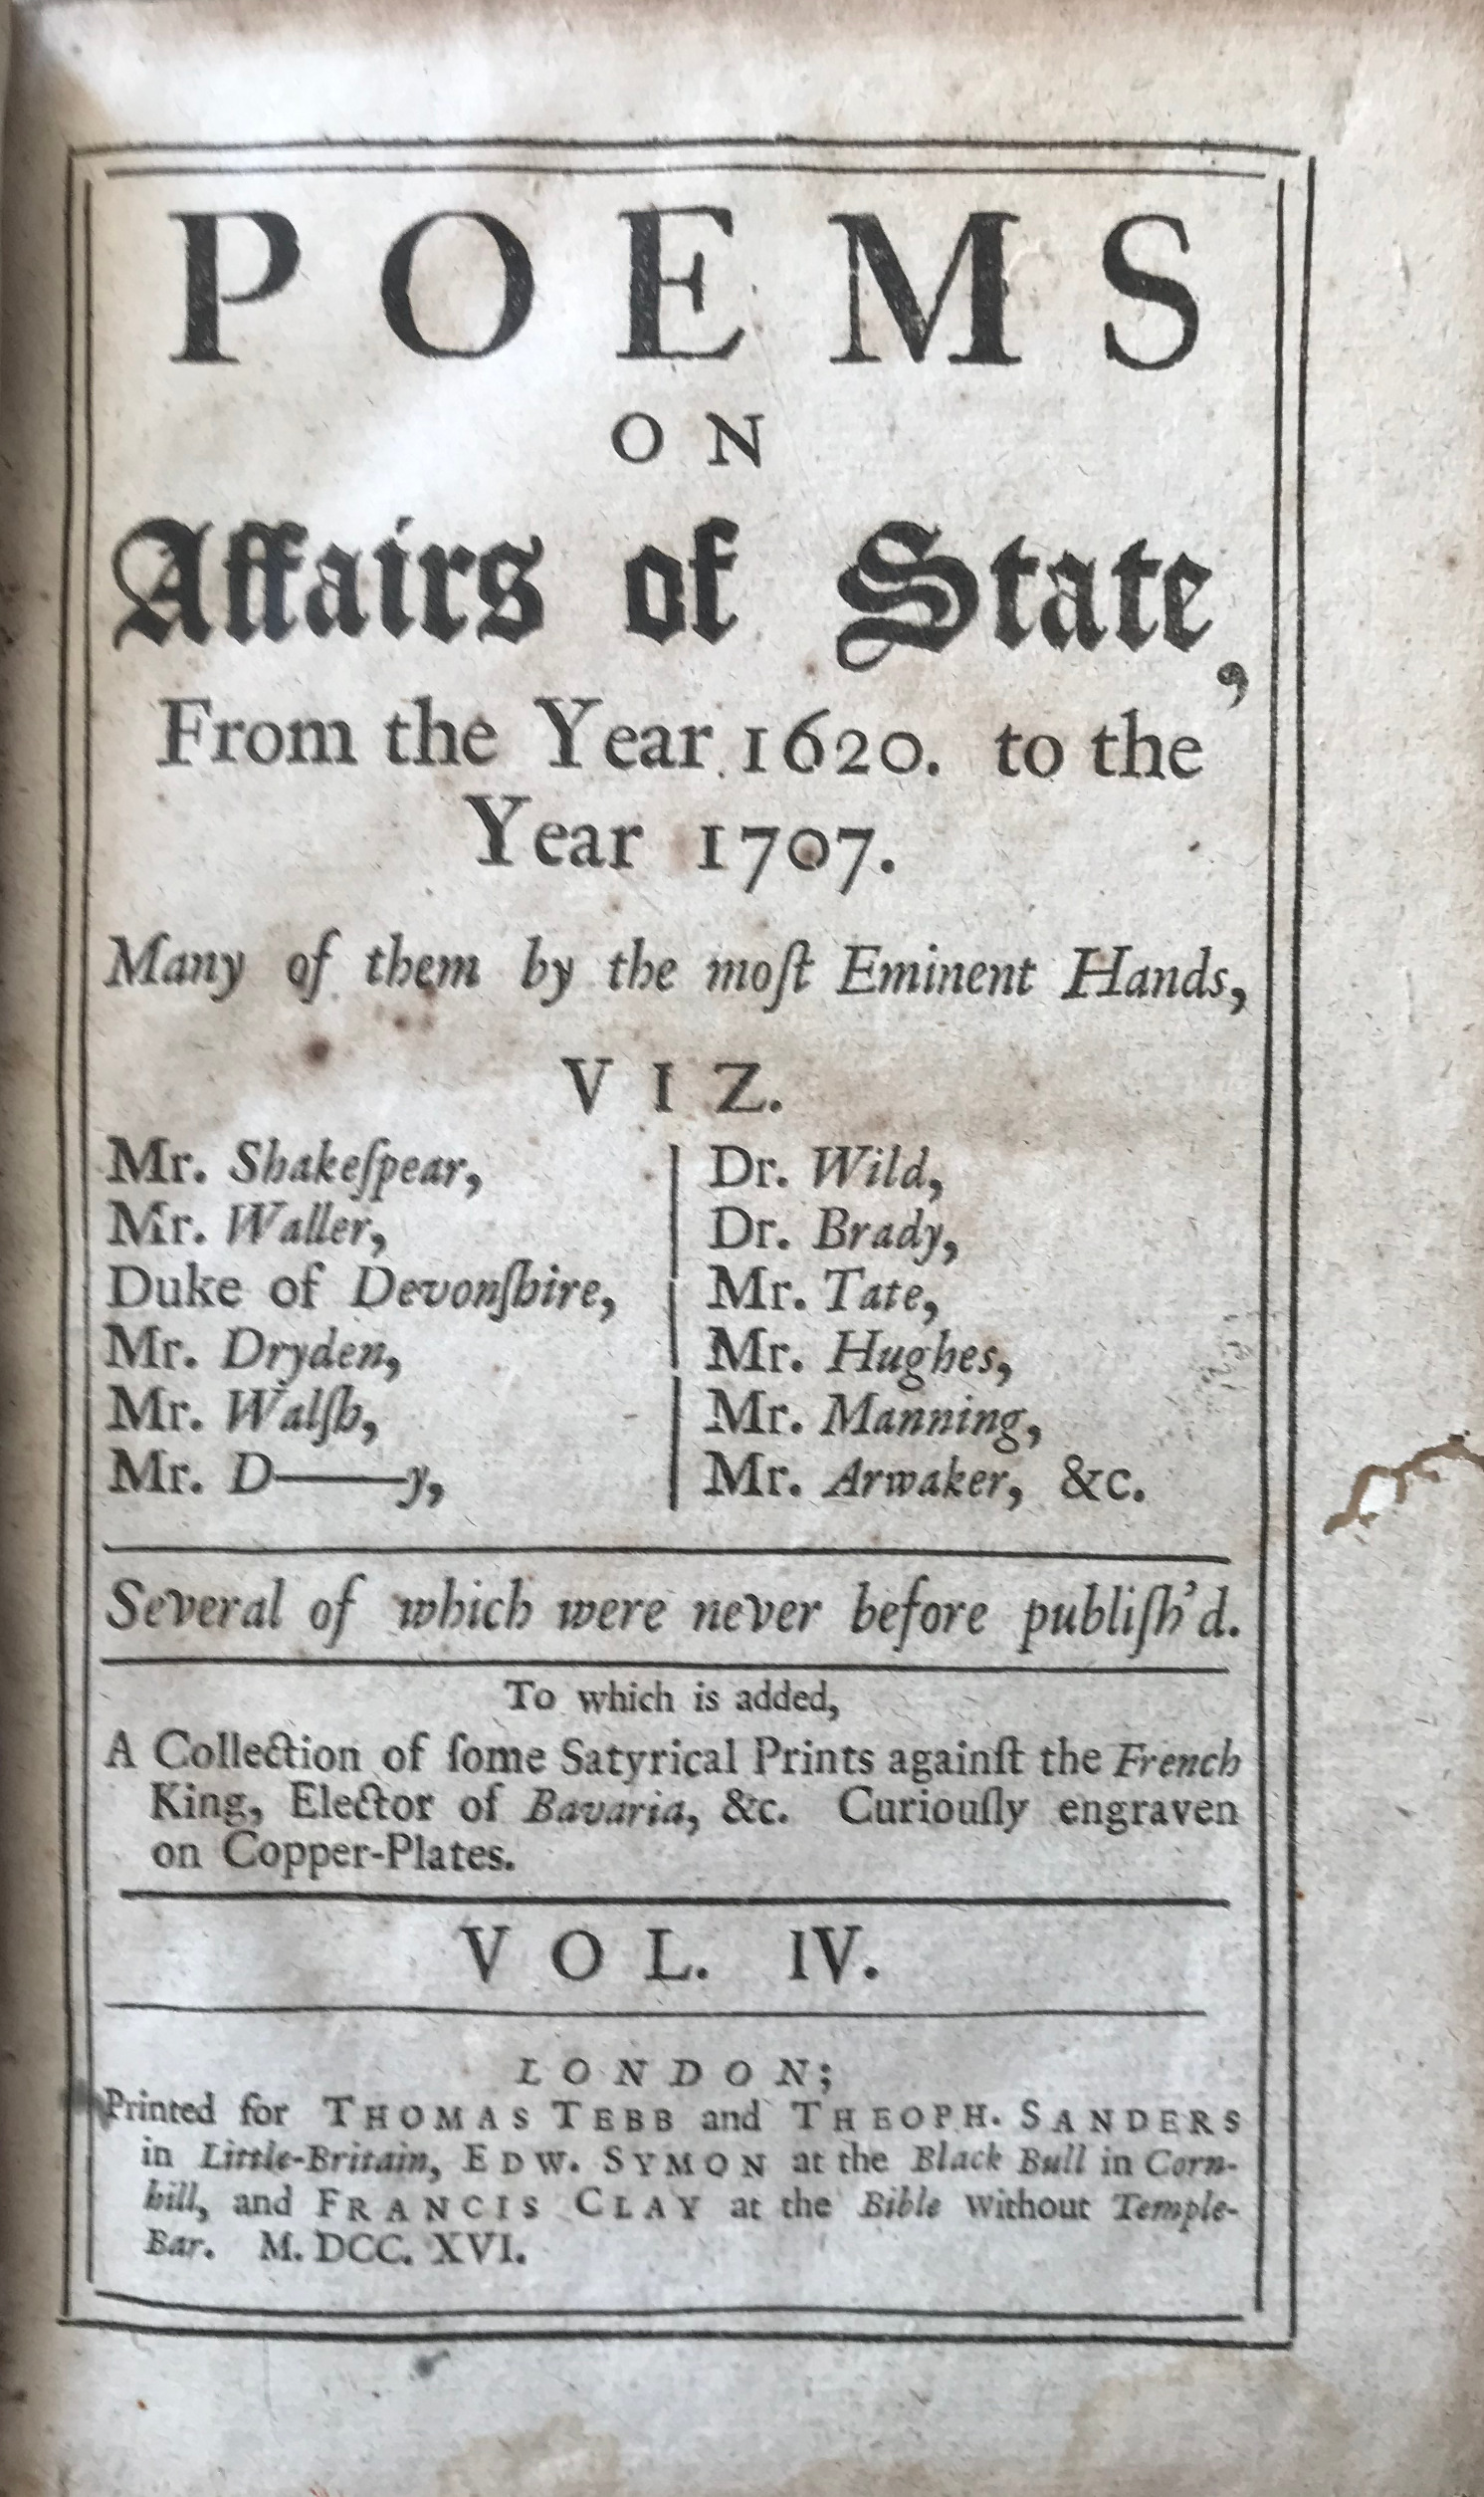 POEMS
ON
Affairs of State,
From the Year 1620. to the
Year 1707.
Many of them by the moſt Eminent Hands,
VIZ.
Mr. Shakeſpear,
Mr. Waller,
Duke of Devonſhire,
Mr. Dryden,
Mr. Walſh,
Mr. D——y,
Dr. Wild,
Dr. Brady,
Mr. Tate,
Mr. Hughes,
Mr. Manning,
Mr. Arwaker, &c.
Several of which were never before publiſh'd.
To which is added,
A Collection of ſome Satyrical Prints againſt the French
King, Elector of Bavaria, &c. Curiouſly engraven
on Copper-Plates.
VOL. IV.
LONDON;
Printed for THOMAS TEBB and THEOPH. SANDERS
in Little-Britain, EDW. SYMON at the Black Bull in Corn-
hill, and FRANCIS CLAY at the Bible without Temple-
Bar. M. DCC. XVI.